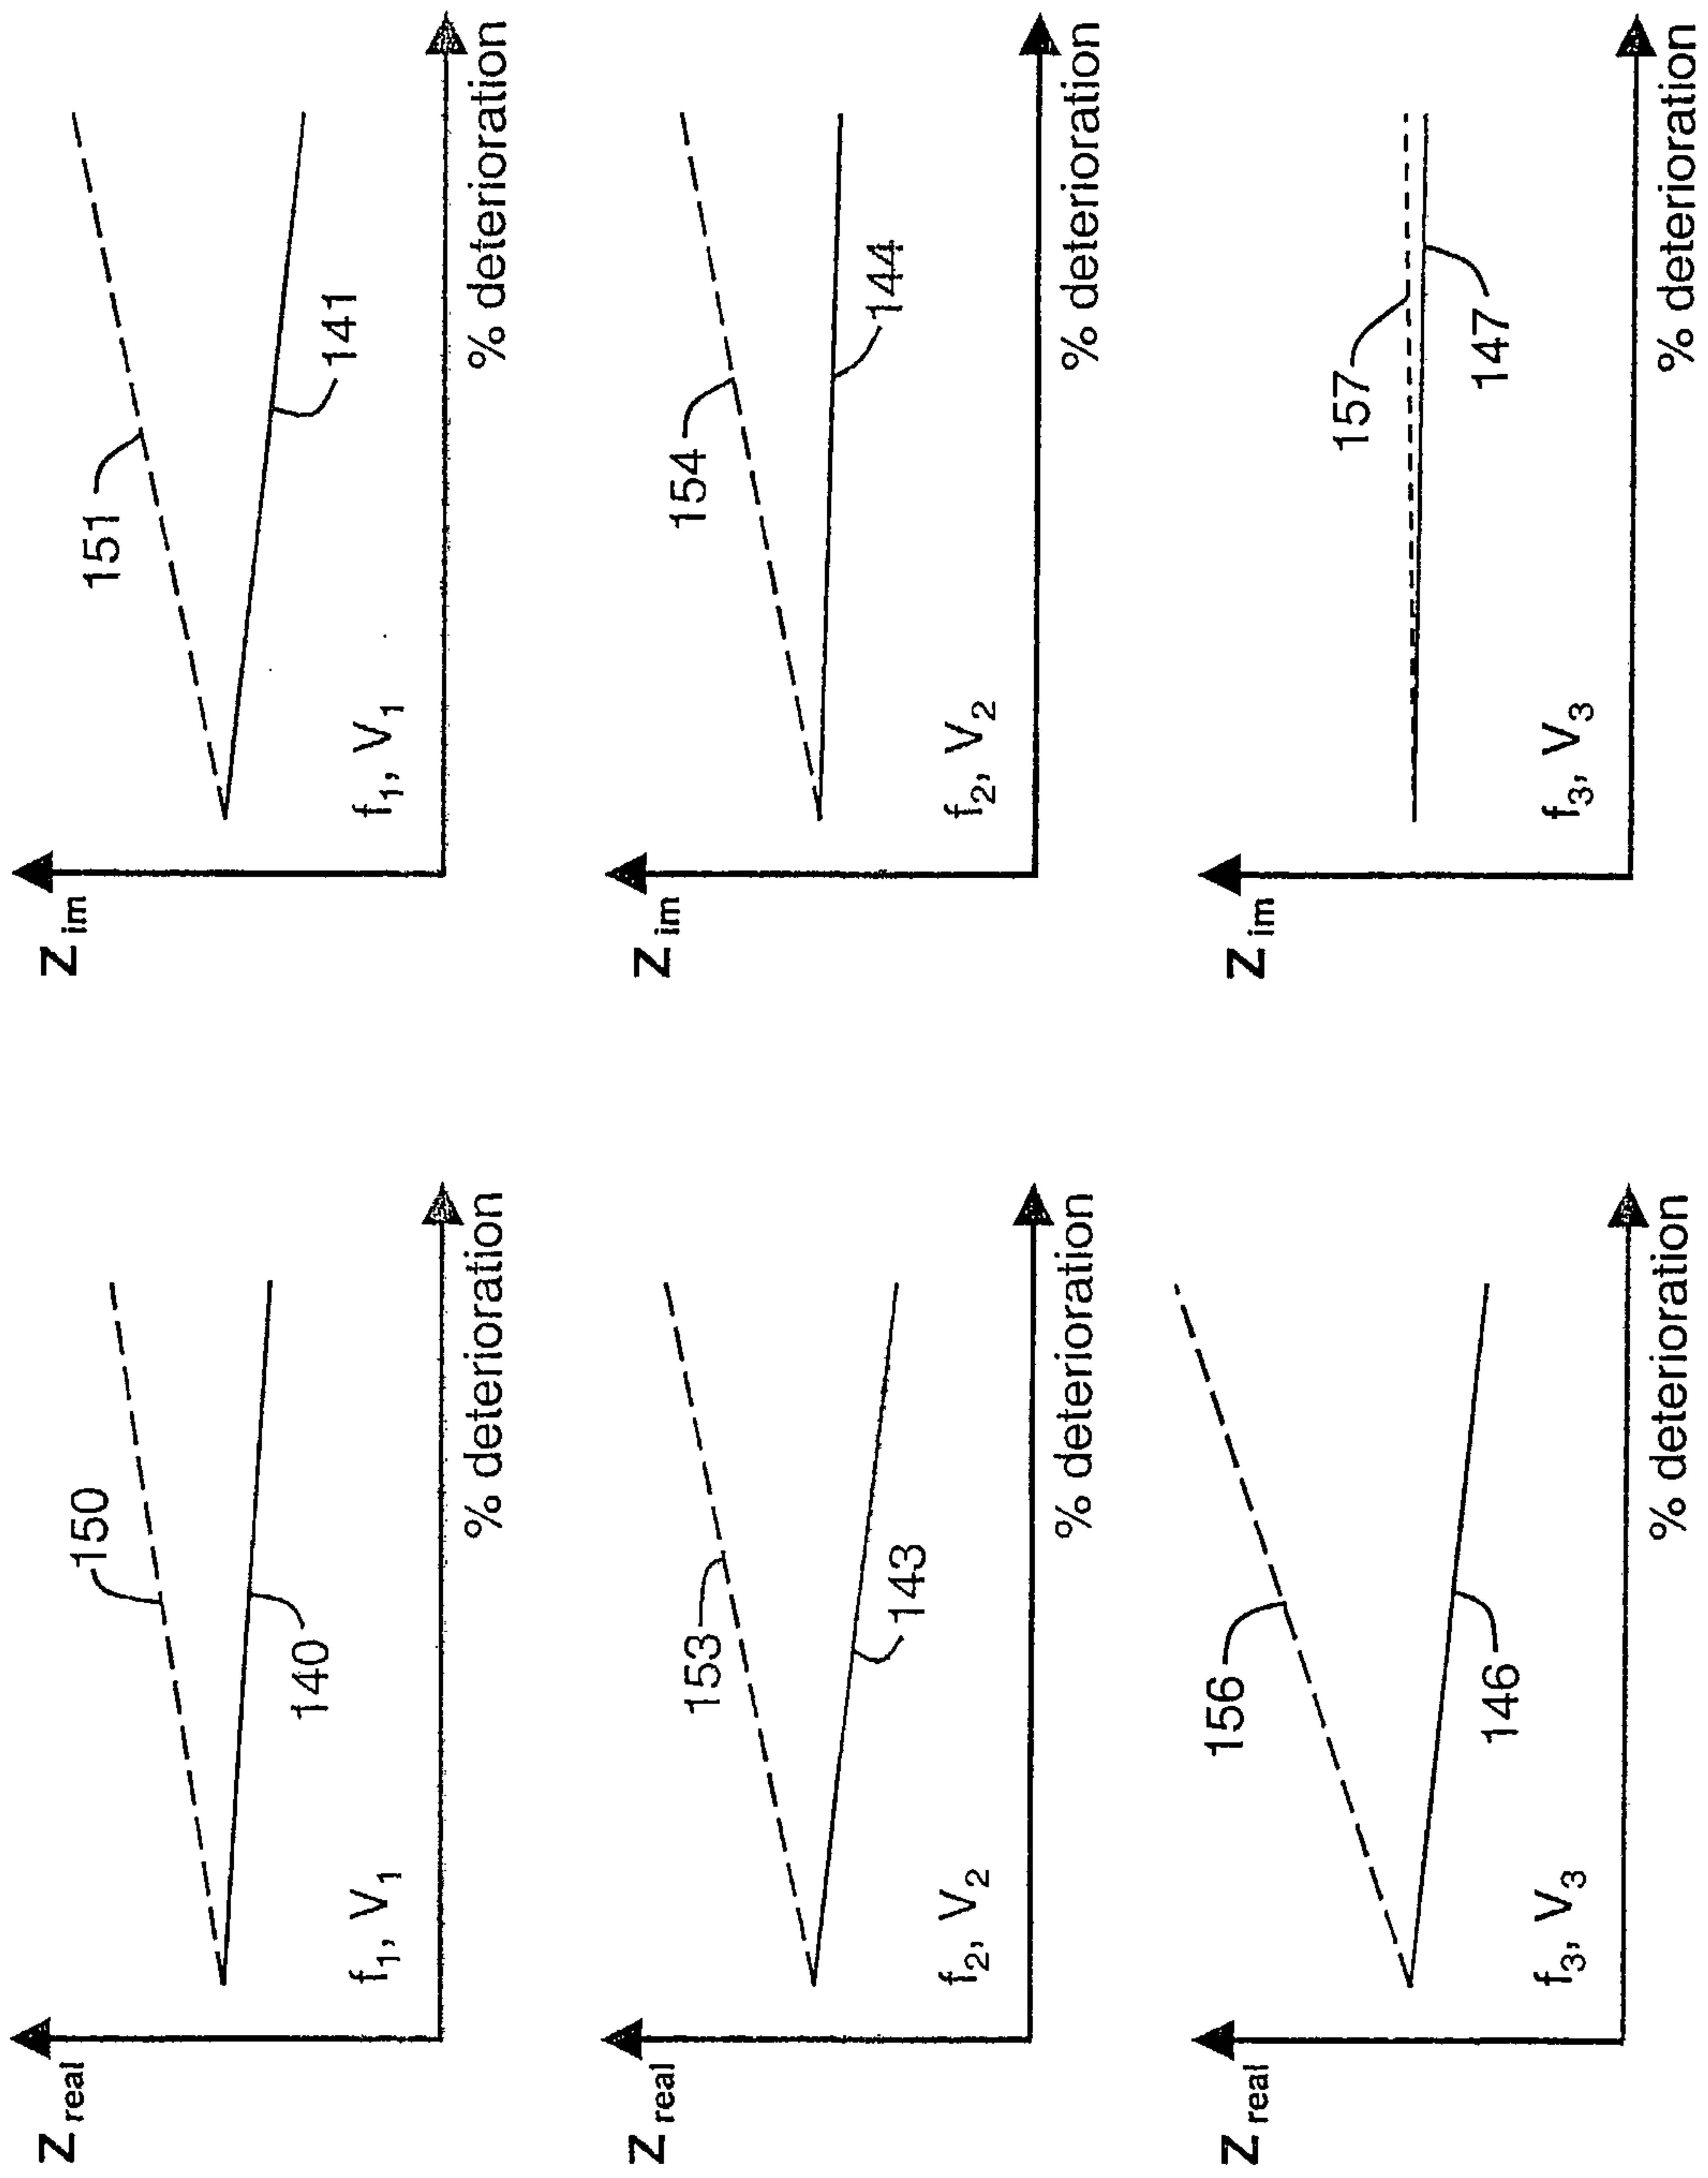 Z real
150
140
f1, V1
% deterioration
Z im
151
141
f1, V1
% deterioration
Z real
153
143
f2, V2
% deterioration
Z im
154
144
f2, V2
% deterioration
Z real
156
146
f3, V3
% deterioration
Z im
157
147
f3, V3
% deterioration